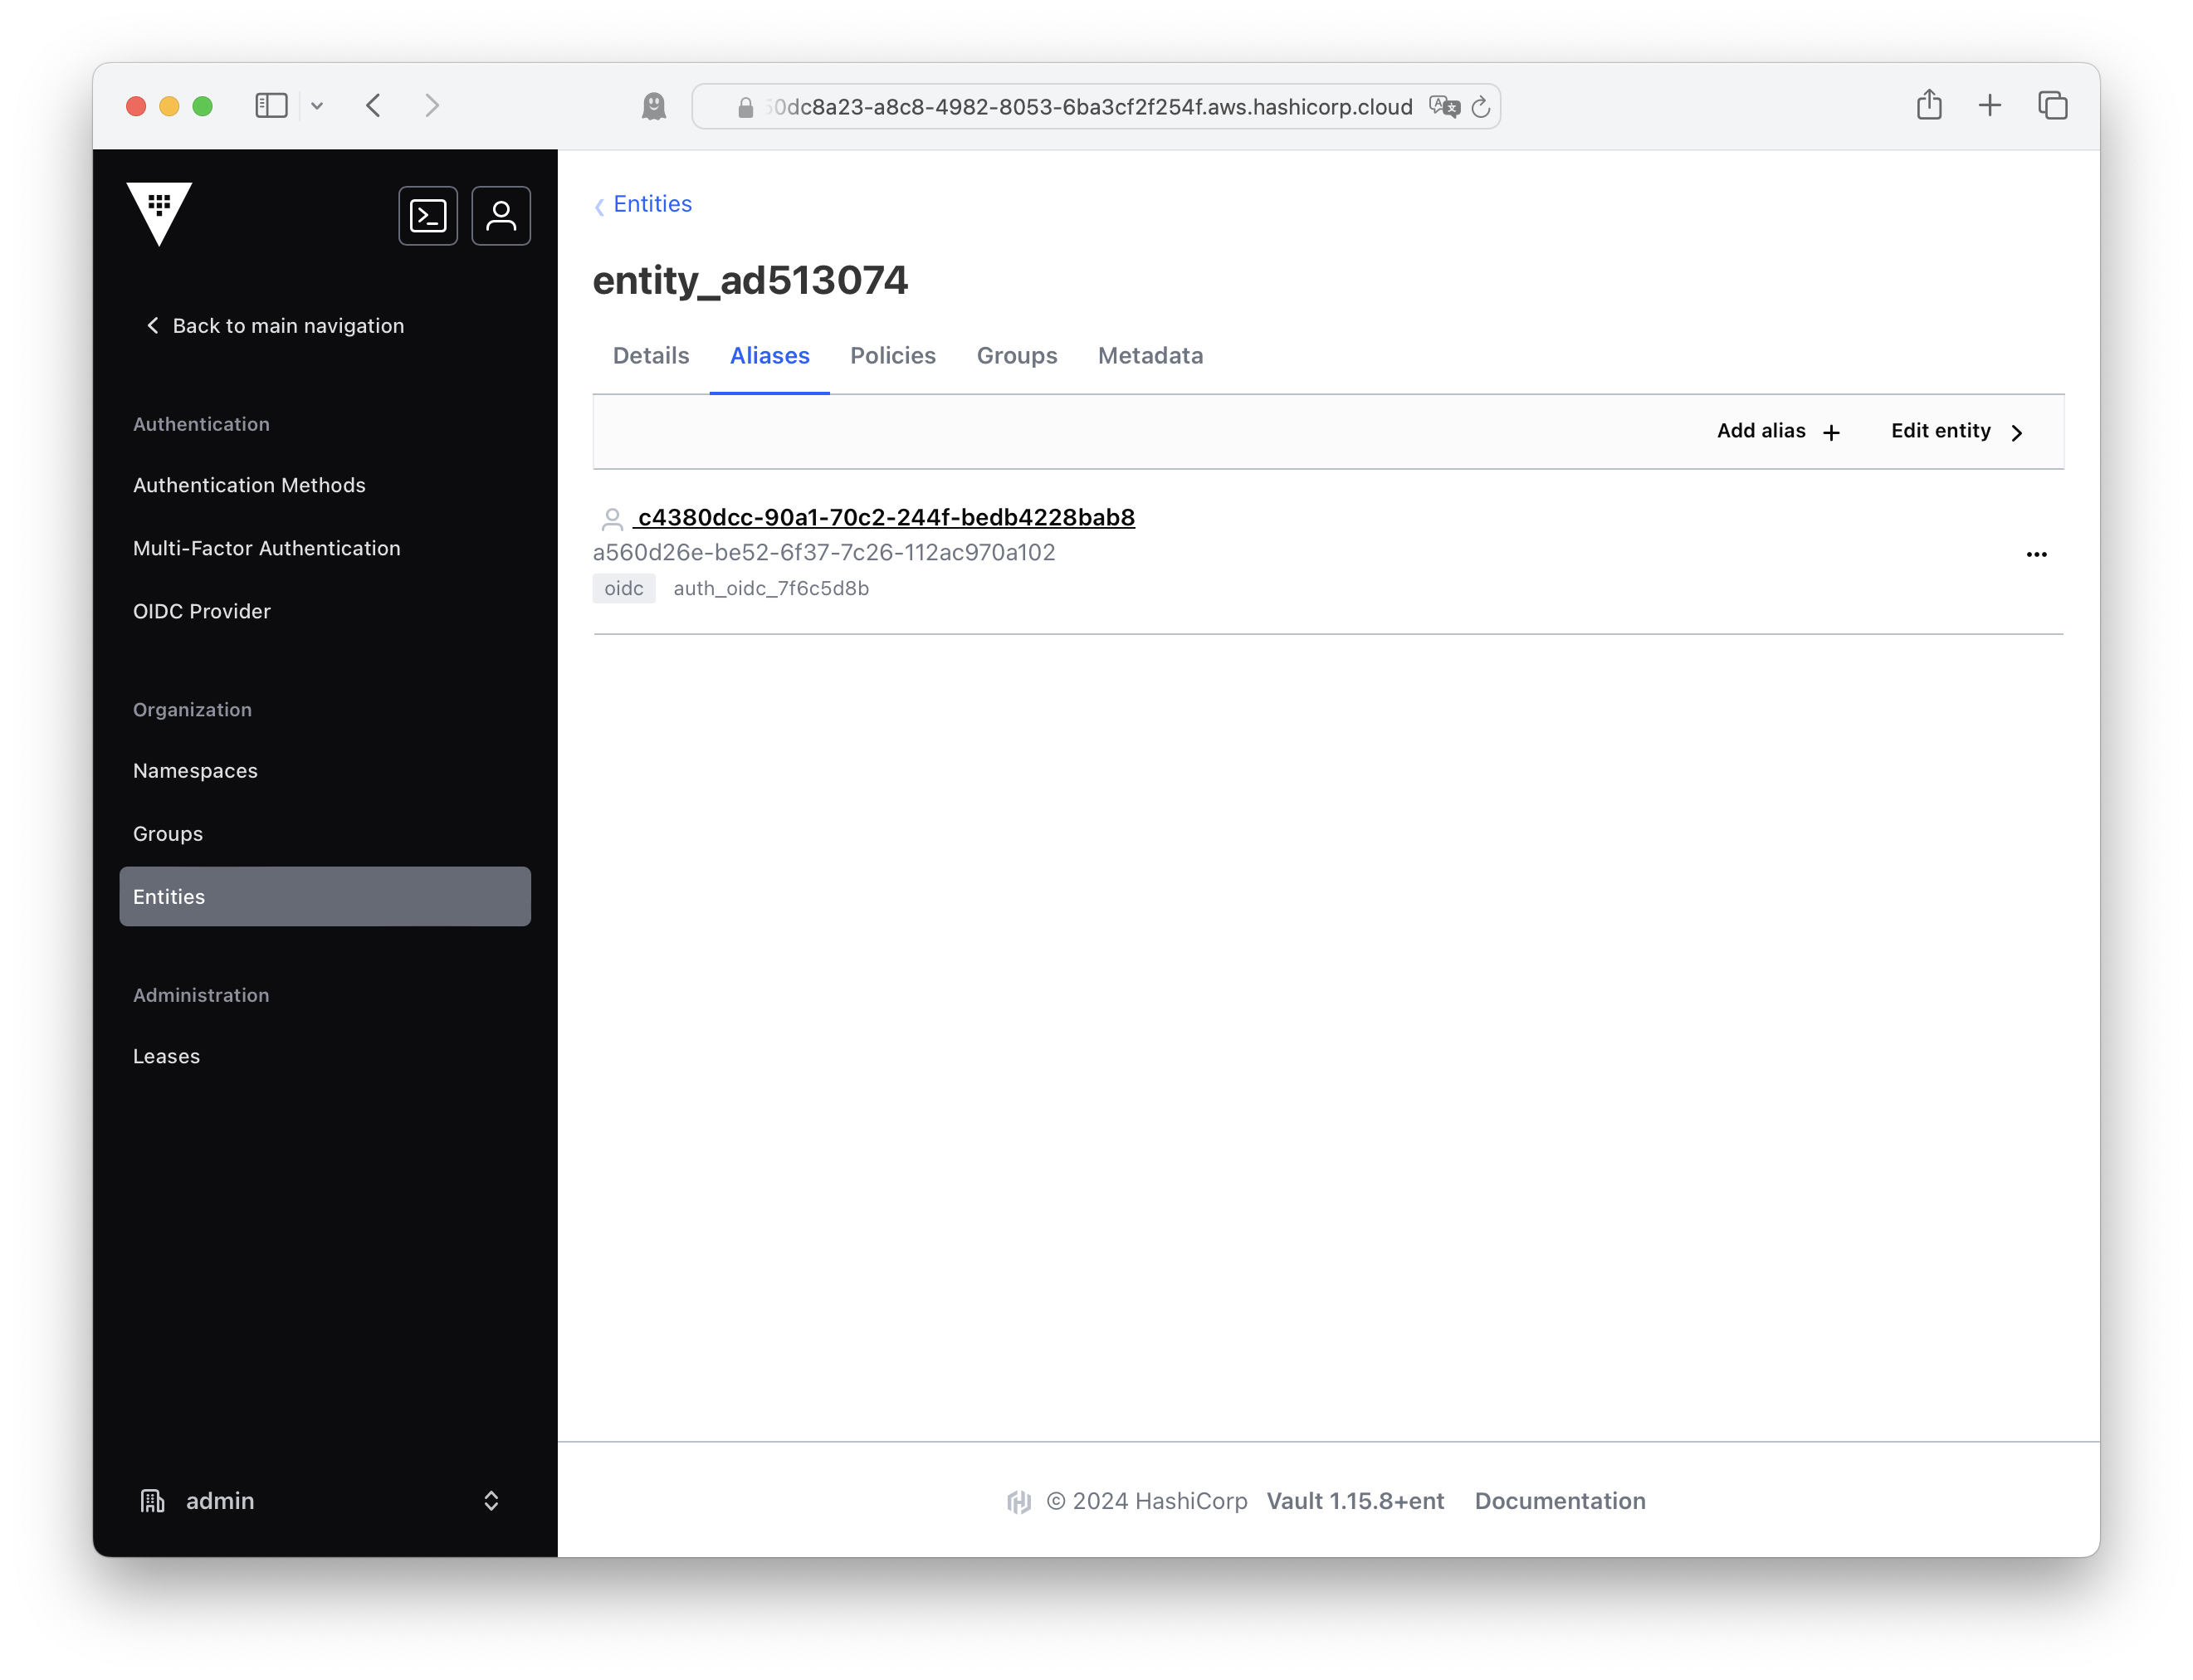 50dc8a23-a8c8-4982-8053-6ba3cf2f254f.aws.hashicorp.cloud
Back to main navigation
Authentication
Authentication Methods
Multi-Factor Authentication
OIDC Provider
Organization
Namespaces
Groups
Entities
Administration
Leases
admin
Entities
entity_ad513074
Details Aliases Policies Groups Metadata
Add alias Edit entity
c4380dcc-90a1-70c2-244f-bedb4228bab8
a560d26e-be52-6f37-7c26-112ac970a102
oidc auth_oidc_7f6c5d8b
© 2024 HashiCorp Vault 1.15.8+ent Documentation